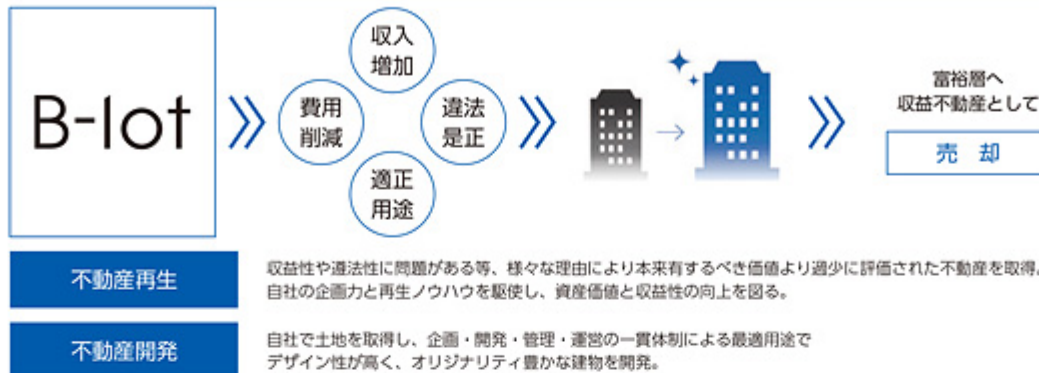 B-lot
収入
増加
費用
削減
違法
是正
適正
用途
富裕層へ
収益不動産として
売 却
不動産再生
収益性や遵法性に問題がある等、様々な理由により本来有するべき価値より過少に評価された不動産を取得。
自社の企画力と再生ノウハウを駆使し、資産価値と収益性の向上を図る。
不動産開発
自社で土地を取得し、企画・開発・管理・運営の一貫体制による最適用途で
デザイン性が高く、オリジナリティ豊かな建物を開発。